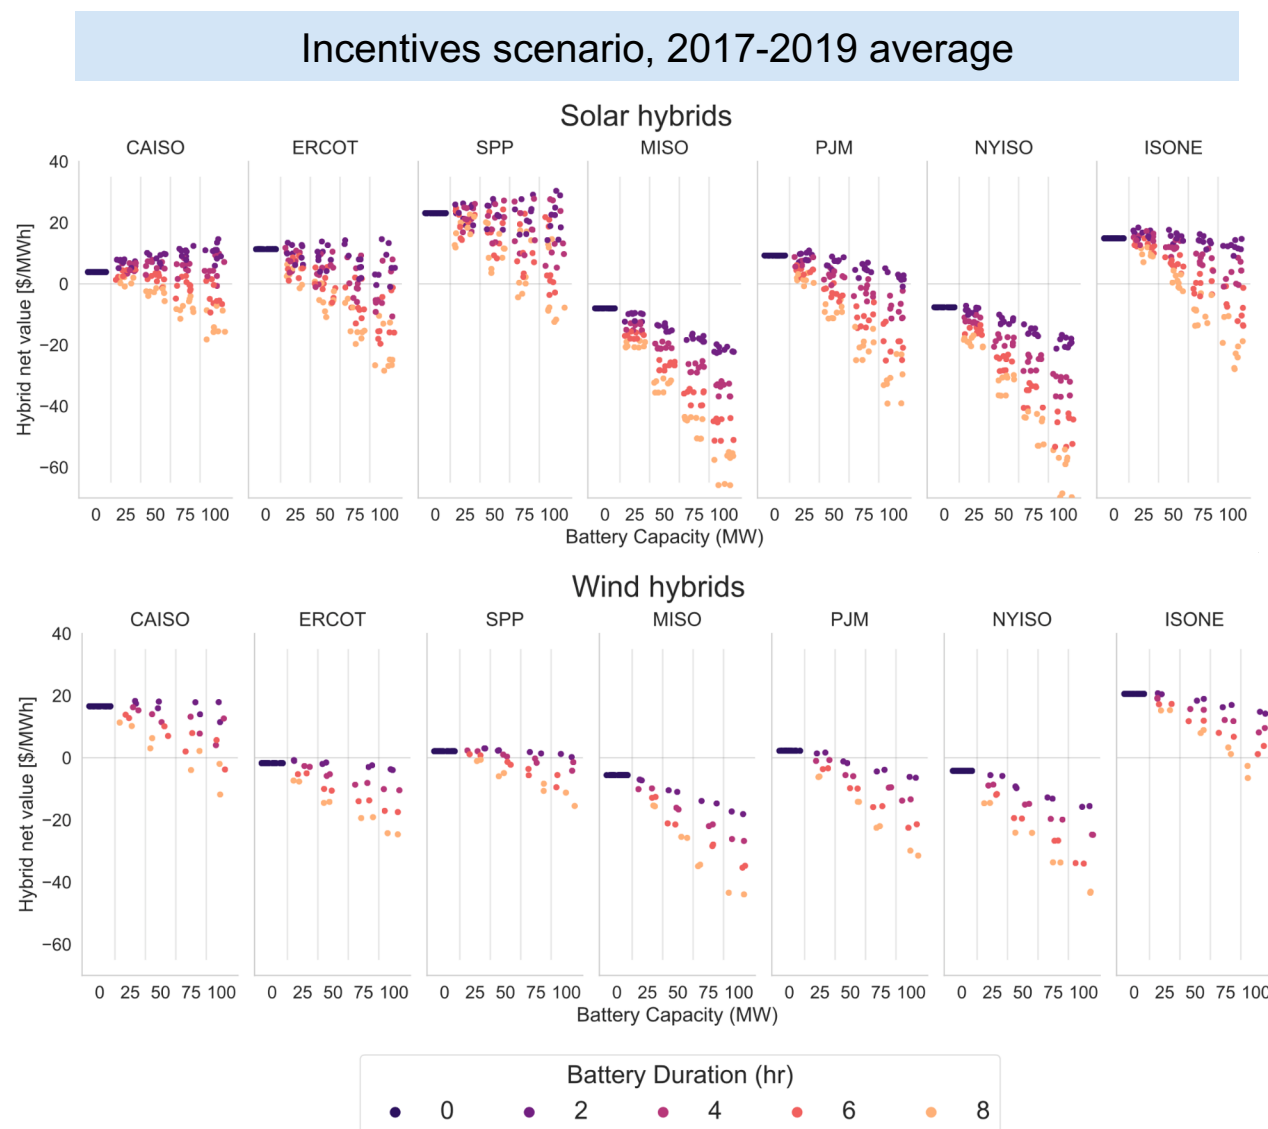 Incentives scenario, 2017-2019 average
Solar hybrids
CAISO ERCOT SPP MISO PJM NYISO ISONE
40
20
0
−20
−40
−60
Hybrid net value [$/MWh]
0 25 50 75 100 0 25 50 75 100 0 25 50 75 100 0 25 50 75 100 0 25 50 75 100 0 25 50 75 100 0 25 50 75 100
Battery Capacity (MW)
Wind hybrids
CAISO ERCOT SPP MISO PJM NYISO ISONE
40
20
0
−20
−40
−60
Hybrid net value [$/MWh]
0 25 50 75 100 0 25 50 75 100 0 25 50 75 100 0 25 50 75 100 0 25 50 75 100 0 25 50 75 100 0 25 50 75 100
Battery Capacity (MW)
Battery Duration (hr)
0 2 4 6 8